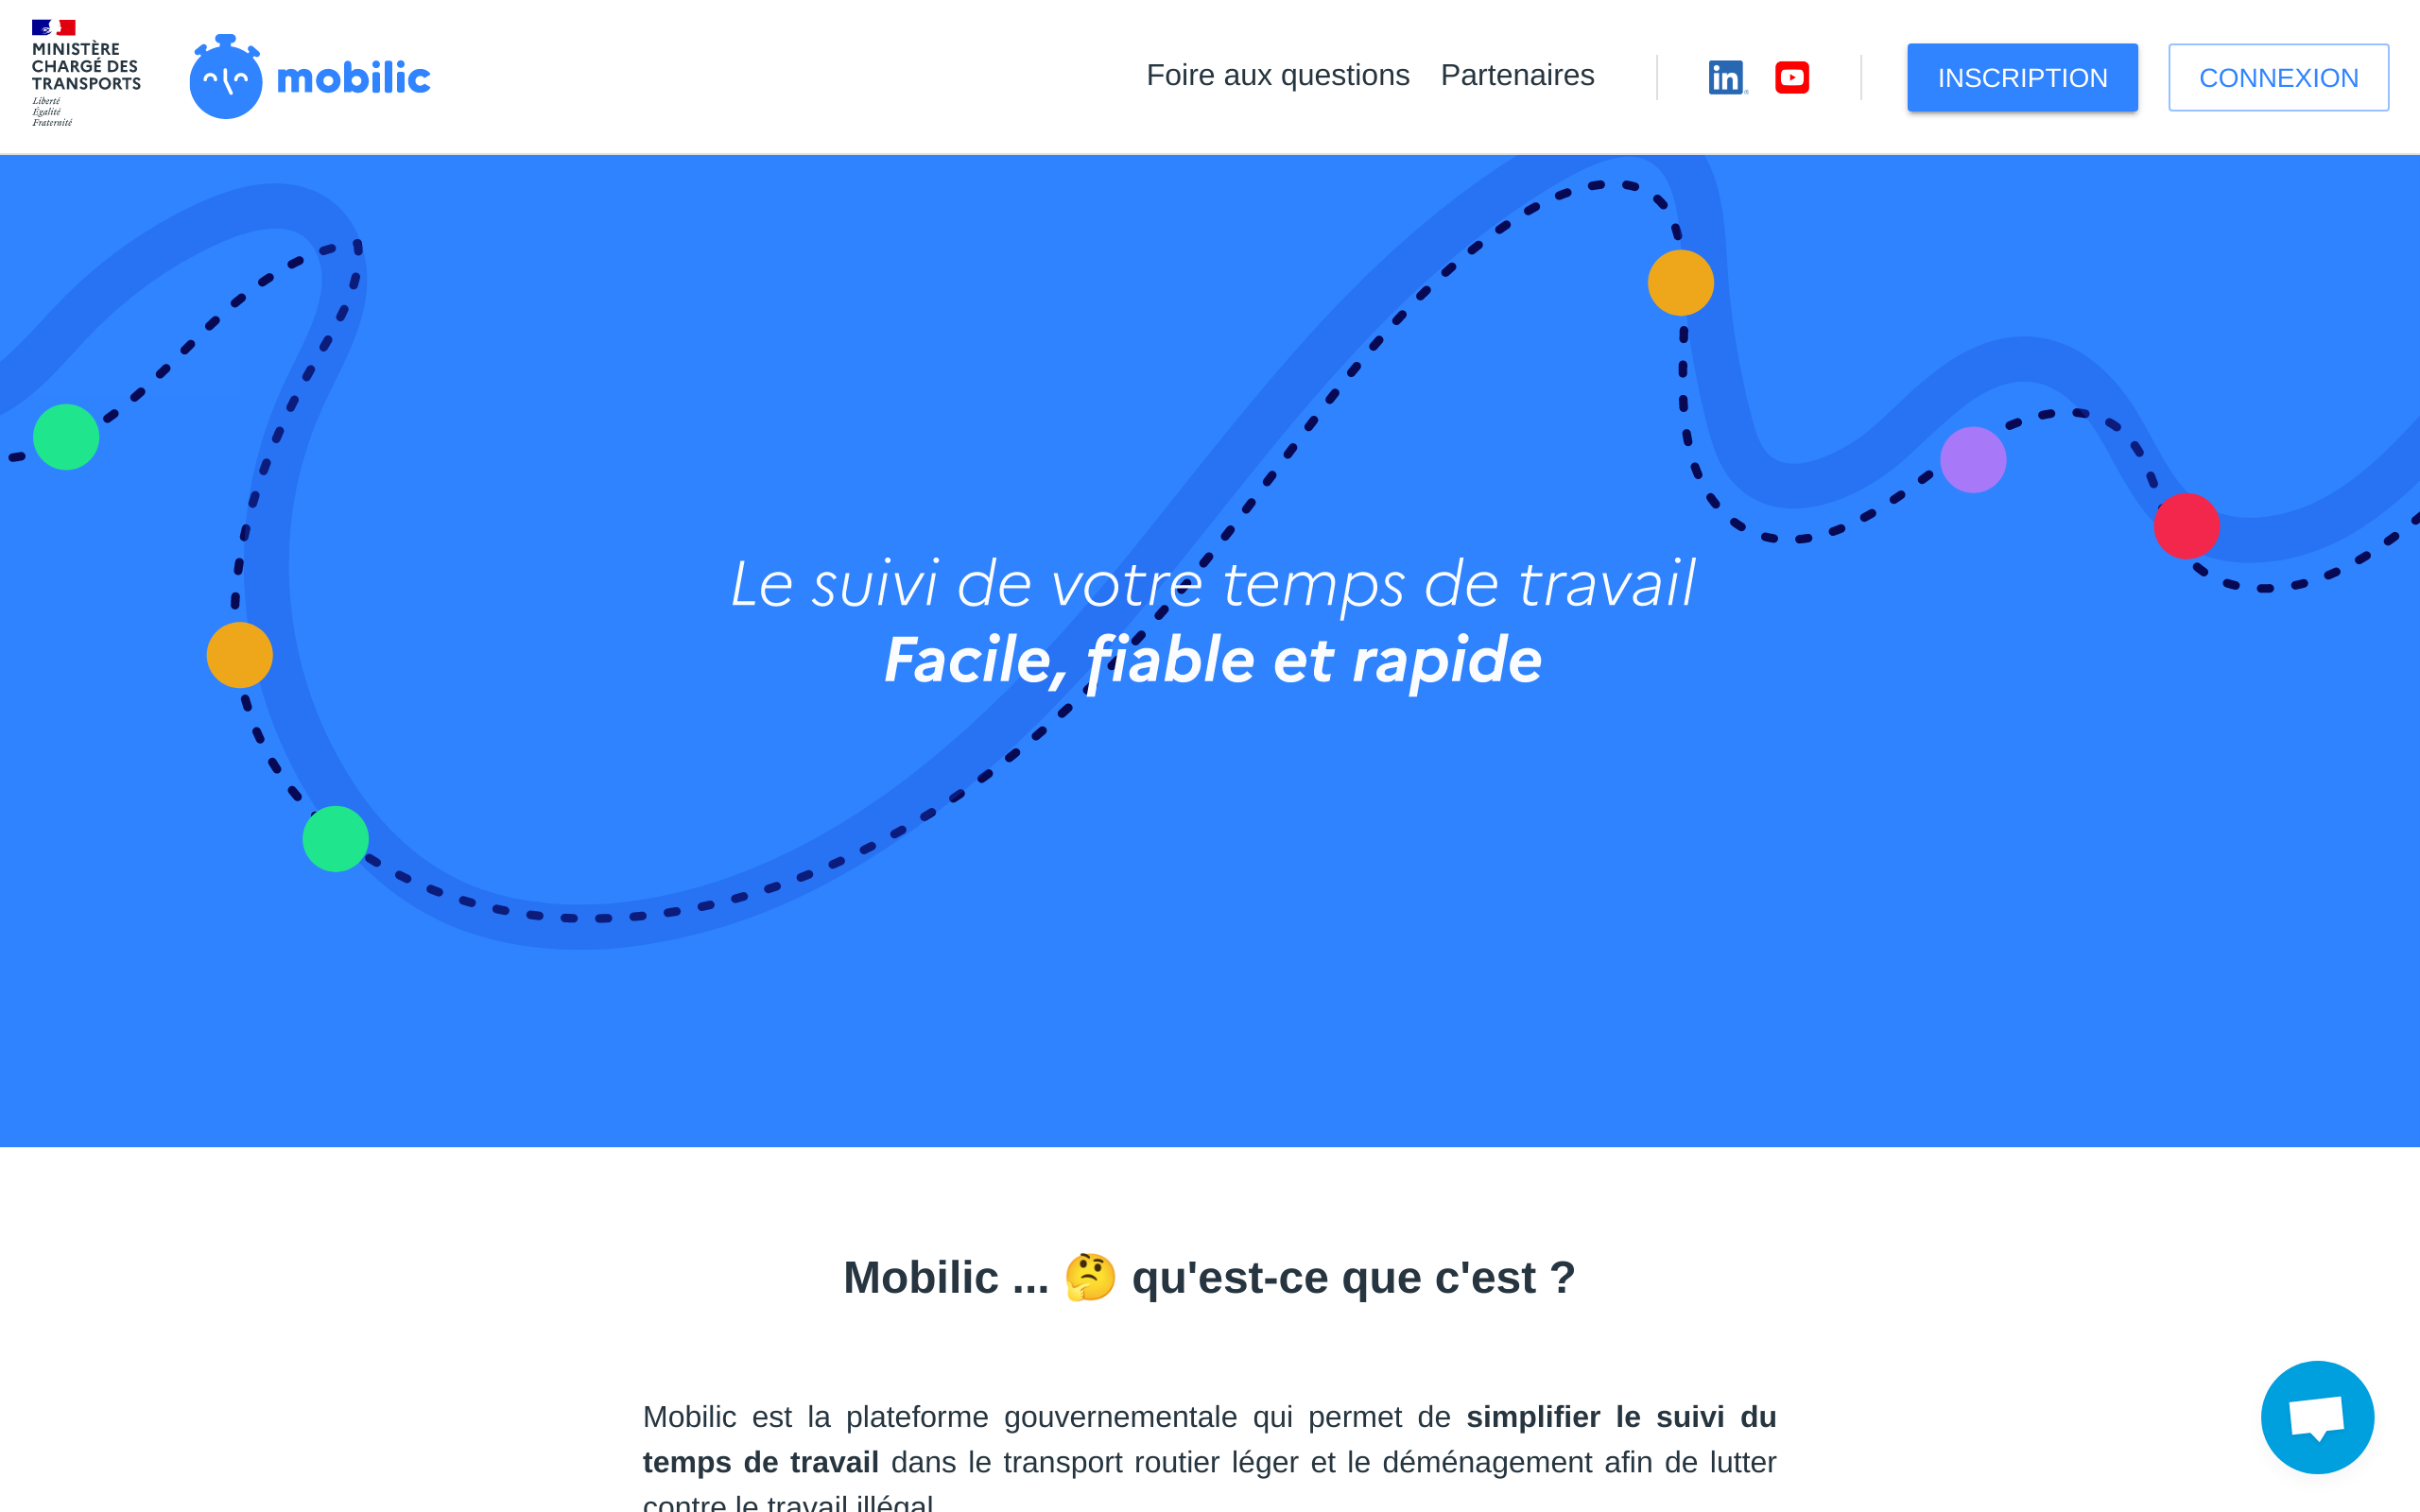 MINISTÈRE
CHARGÉ DES
TRANSPORTS
Liberté
Égalité
Fraternité
mobilic
Foire aux questions
Partenaires
in
INSCRIPTION
CONNEXION
Le suivi de votre temps de travail
Facile, fiable et rapide
Mobilic ... 🤔 qu'est-ce que c'est ?
Mobilic est la plateforme gouvernementale qui permet de simplifier le suivi du
temps de travail dans le transport routier léger et le déménagement afin de lutter
contre le travail illégal